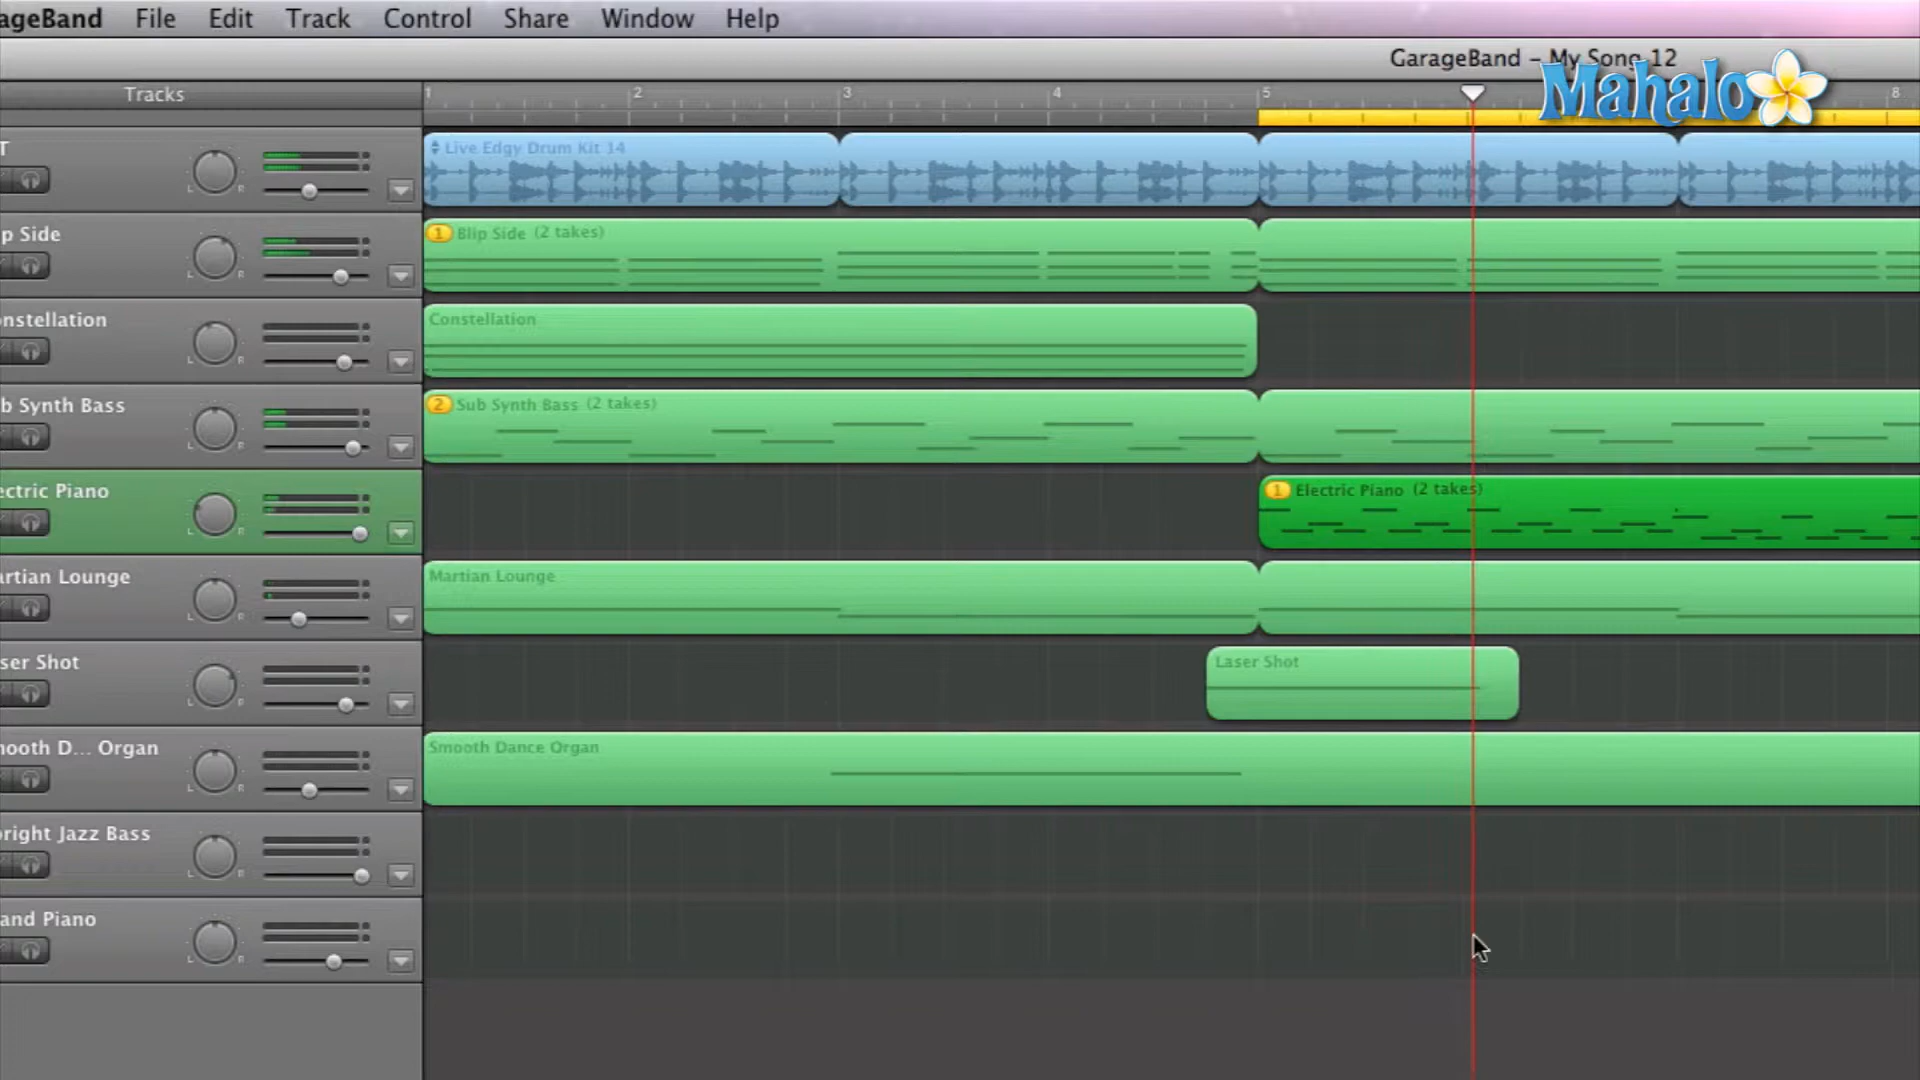 ageBand File Edit Track Control Share Window Help
GarageBand – My Song 12
Mahalo
Tracks
1 2 3 4 5 8
T
Live Edgy Drum Kit 14
p Side
1 Blip Side (2 takes)
nstellation
Constellation
b Synth Bass
2 Sub Synth Bass (2 takes)
ectric Piano
1 Electric Piano (2 takes)
artian Lounge
Martian Lounge
ser Shot
Laser Shot
nooth D... Organ
Smooth Dance Organ
right Jazz Bass
and Piano